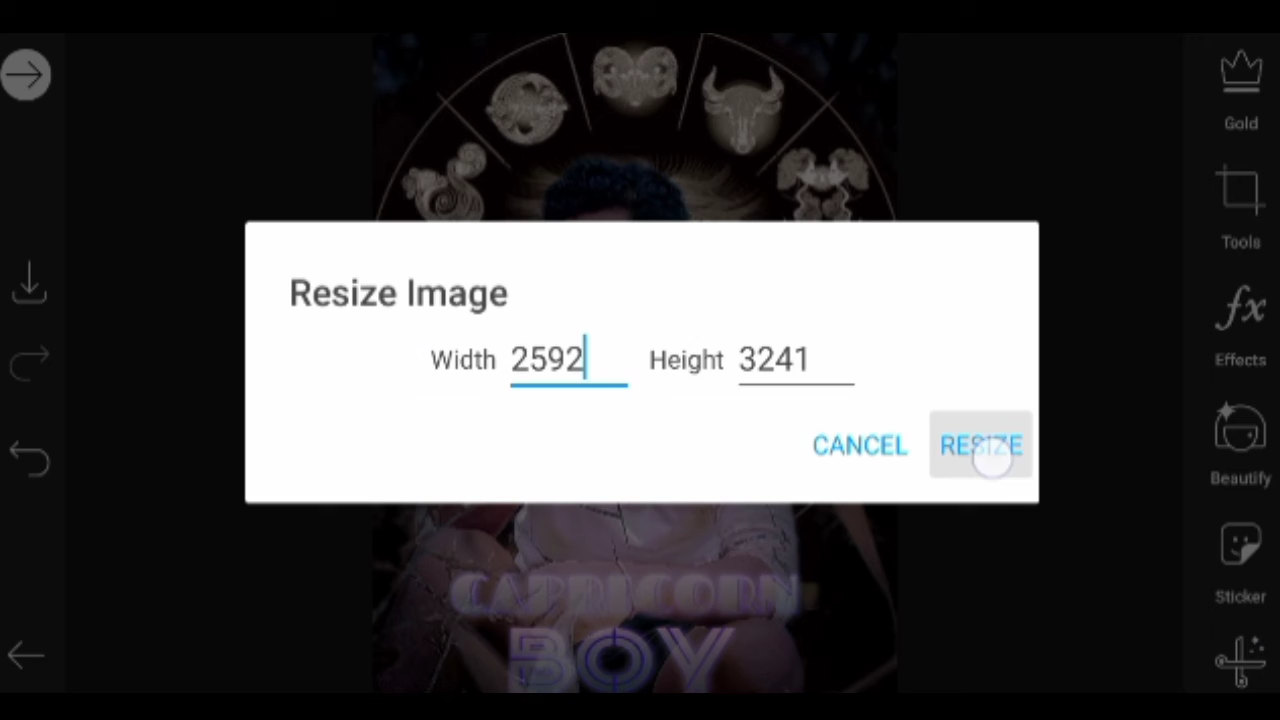 Gold
Tools
Resize Image
Width 2592 Height 3241
Effects
CANCEL RESIZE
Beautify
CAPRICORN
Sticker
BOY